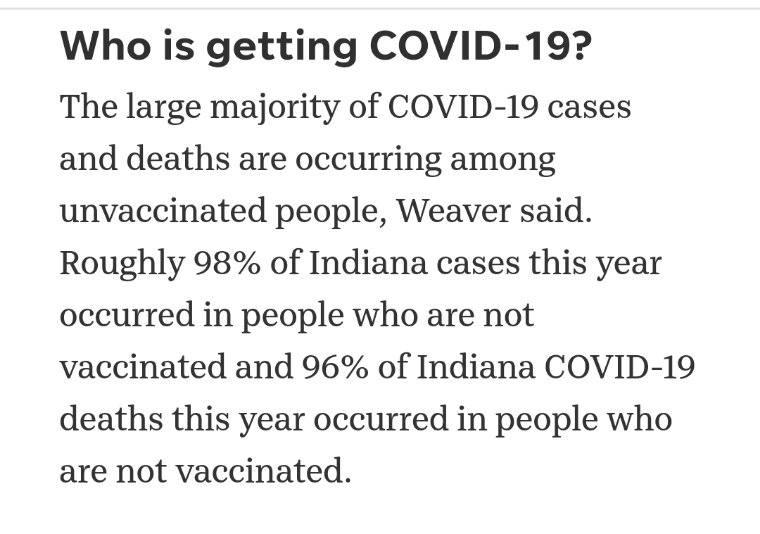 Who is getting COVID-19?
The large majority of COVID-19 cases
and deaths are occurring among
unvaccinated people, Weaver said.
Roughly 98% of Indiana cases this year
occurred in people who are not
vaccinated and 96% of Indiana COVID-19
deaths this year occurred in people who
are not vaccinated.